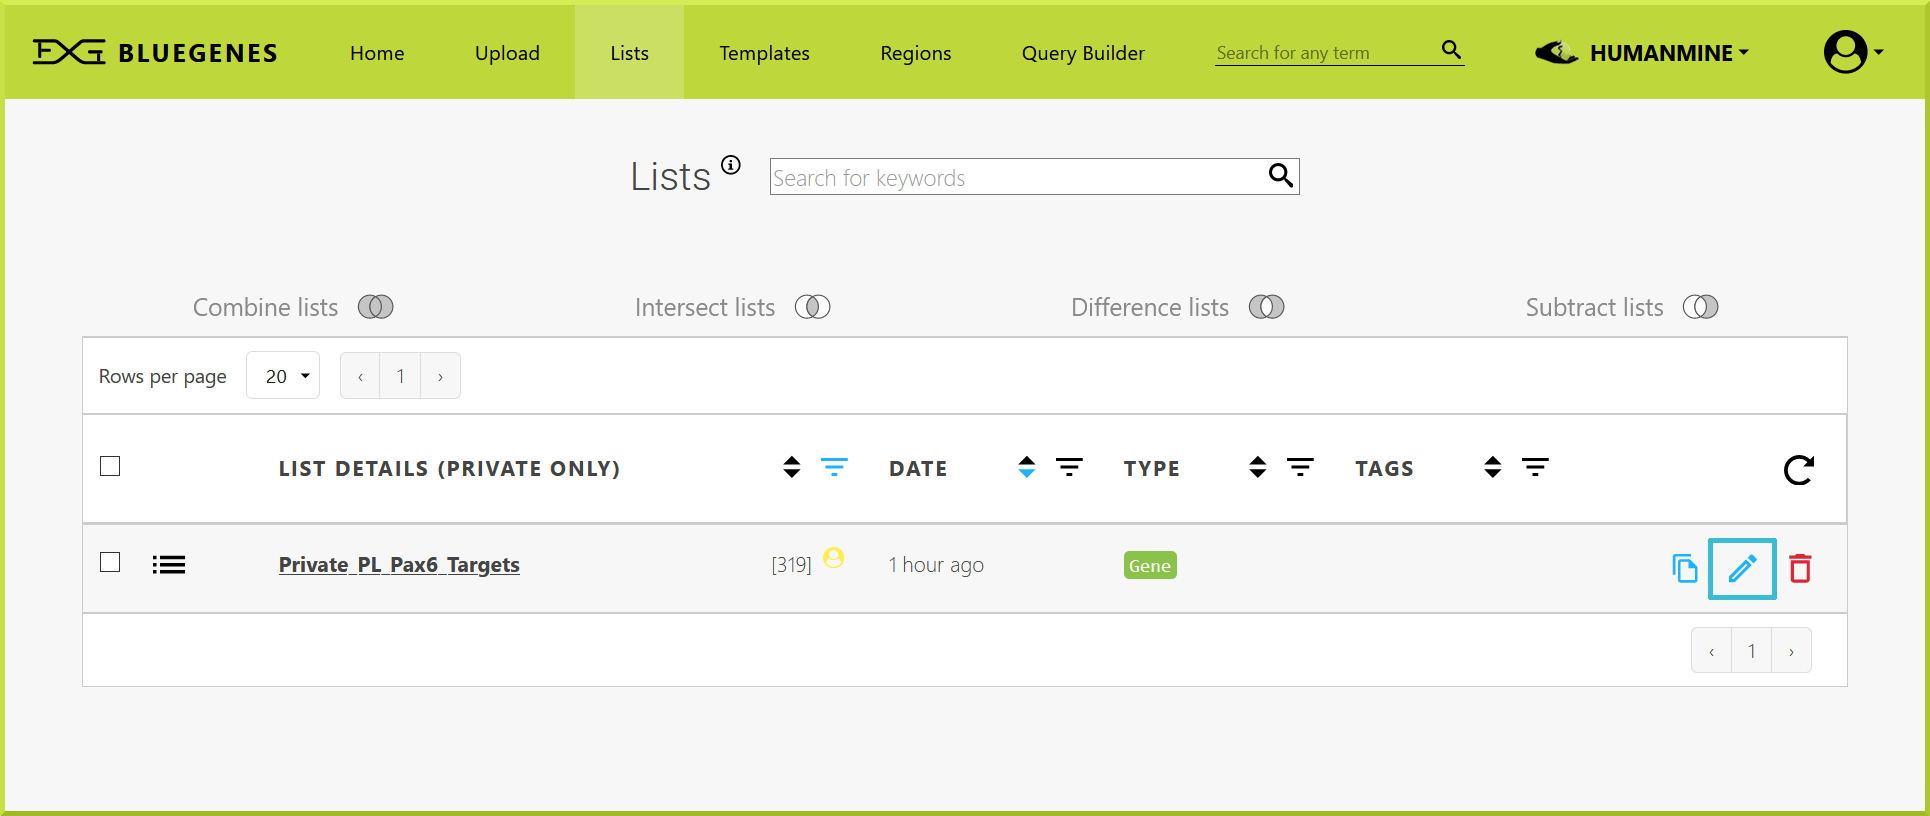 BLUEGENES Home Upload Lists Templates Regions Query Builder Search for any term HUMANMINE
Lists Search for keywords
Combine lists Intersect lists Difference lists Subtract lists
Rows per page 20 ‹ 1 ›
LIST DETAILS (PRIVATE ONLY) DATE TYPE TAGS
Private_PL_Pax6_Targets [319] 1 hour ago Gene
‹ 1 ›